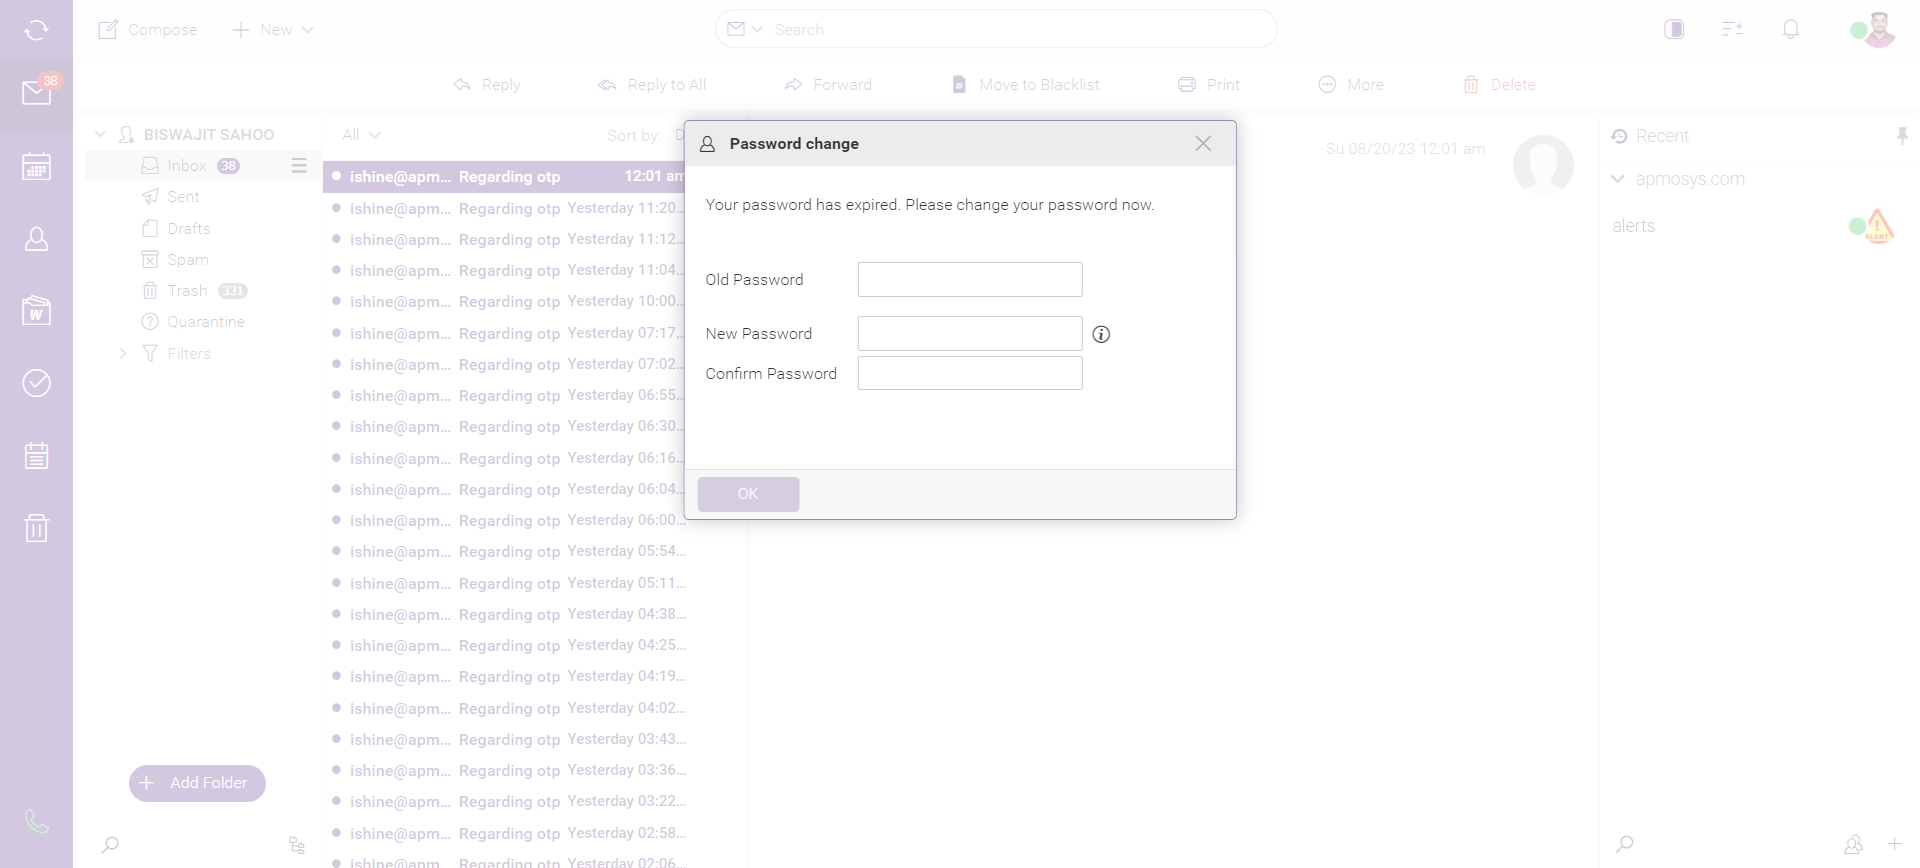 Compose
New
Search
38
Reply
Reply to All
Forward
Move to Blacklist
Print
More
Delete
BISWAJIT SAHOO
Inbox 38
Sent
Drafts
Spam
Trash 331
Quarantine
Filters
Add Folder
All
Sort by: D
ishine@apm... Regarding otp 12:01 am
ishine@apm... Regarding otp Yesterday 11:20...
ishine@apm... Regarding otp Yesterday 11:12...
ishine@apm... Regarding otp Yesterday 11:04...
ishine@apm... Regarding otp Yesterday 10:00...
ishine@apm... Regarding otp Yesterday 07:17...
ishine@apm... Regarding otp Yesterday 07:02...
ishine@apm... Regarding otp Yesterday 06:55...
ishine@apm... Regarding otp Yesterday 06:30...
ishine@apm... Regarding otp Yesterday 06:16...
ishine@apm... Regarding otp Yesterday 06:04...
ishine@apm... Regarding otp Yesterday 06:00...
ishine@apm... Regarding otp Yesterday 05:54...
ishine@apm... Regarding otp Yesterday 05:11...
ishine@apm... Regarding otp Yesterday 04:38...
ishine@apm... Regarding otp Yesterday 04:25...
ishine@apm... Regarding otp Yesterday 04:19...
ishine@apm... Regarding otp Yesterday 04:02...
ishine@apm... Regarding otp Yesterday 03:43...
ishine@apm... Regarding otp Yesterday 03:36...
ishine@apm... Regarding otp Yesterday 03:22...
ishine@apm... Regarding otp Yesterday 02:58...
ishine@apm... Regarding otp Yesterday 02:06...
Password change
Your password has expired. Please change your password now.
Old Password
New Password
Confirm Password
OK
Su 08/20/23 12:01 am
Recent
apmosys.com
alerts
ALERT